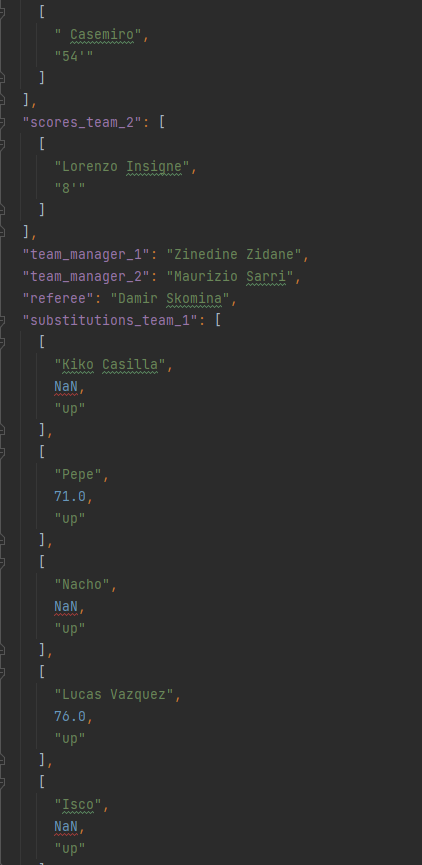 [
" Casemiro",
"54'"
]
],
"scores_team_2": [
[
"Lorenzo Insigne",
"8'"
]
],
"team_manager_1": "Zinedine Zidane",
"team_manager_2": "Maurizio Sarri",
"referee": "Damir Skomina",
"substitutions_team_1": [
[
"Kiko Casilla",
NaN,
"up"
],
[
"Pepe",
71.0,
"up"
],
[
"Nacho",
NaN,
"up"
],
[
"Lucas Vazquez",
76.0,
"up"
],
[
"Isco",
NaN,
"up"